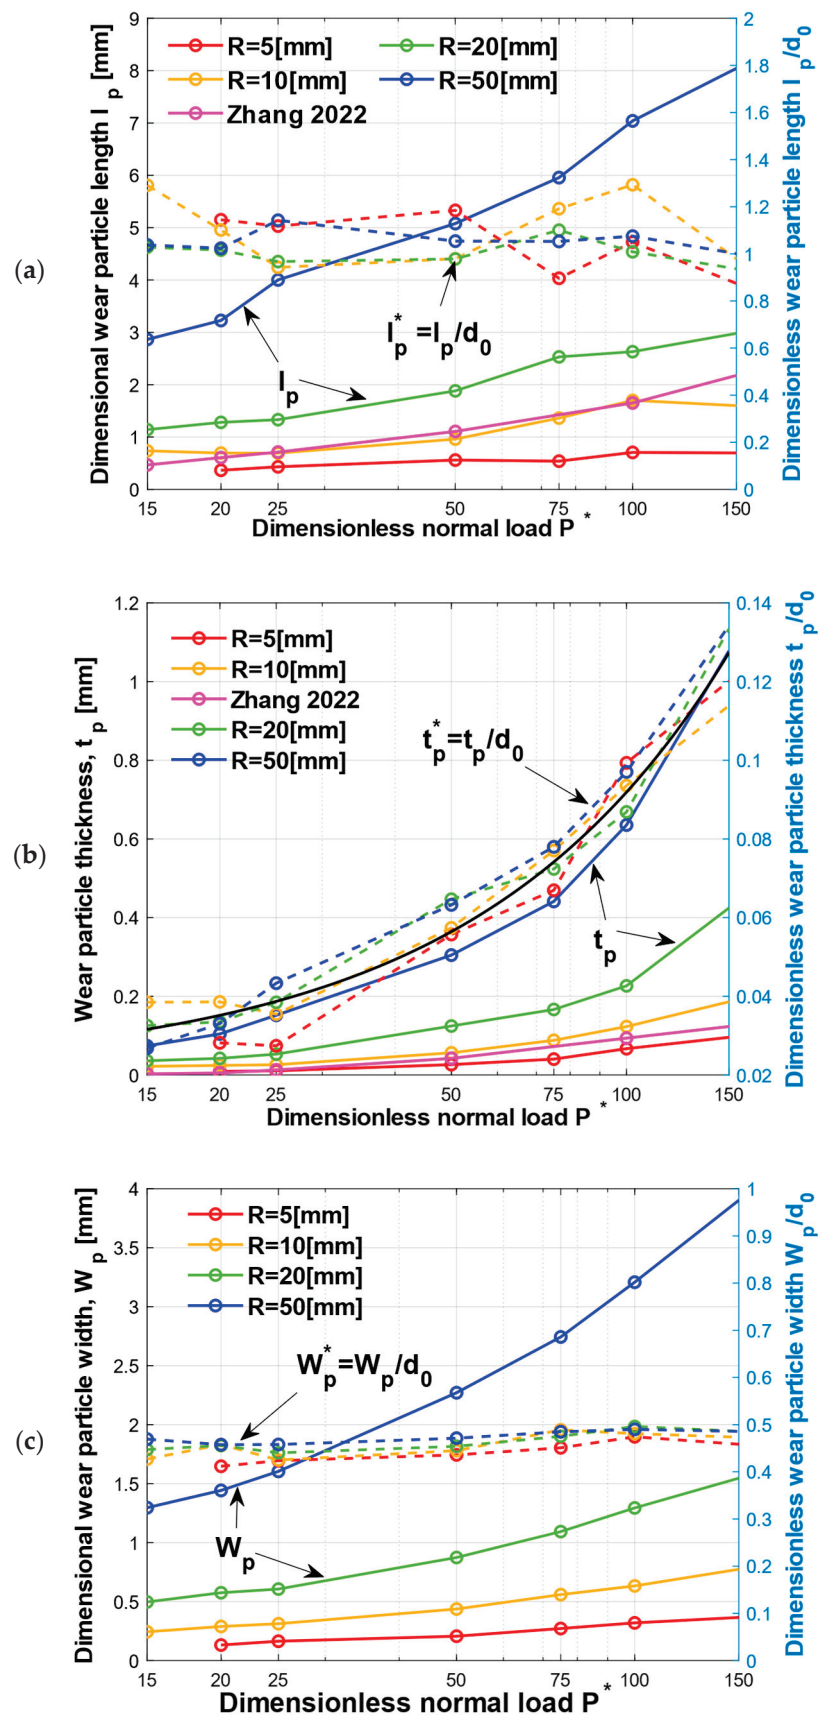 (a)
Dimensional wear particle length l_p [mm]
9
8
7
6
5
4
3
2
1
0
R=5[mm]
R=10[mm]
Zhang 2022
R=20[mm]
R=50[mm]
l_p^*=l_p/d_0
l_p
2
1.8
1.6
1.4
1.2
1
0.8
0.6
0.4
0.2
0
Dimensionless wear particle length l_p/d_0
15 20 25 50 75 100 150
Dimensionless normal load P^*
(b)
Wear particle thickness, t_p [mm]
1.2
1
0.8
0.6
0.4
0.2
0
R=5[mm]
R=10[mm]
Zhang 2022
R=20[mm]
R=50[mm]
t_p^*=t_p/d_0
t_p
0.14
0.12
0.1
0.08
0.06
0.04
0.02
Dimensionless wear particle thickness t_p/d_0
15 20 25 50 75 100 150
Dimensionless normal load P^*
(c)
Dimensional wear particle width, W_p [mm]
4
3.5
3
2.5
2
1.5
1
0.5
0
R=5[mm]
R=10[mm]
R=20[mm]
R=50[mm]
W_p^*=W_p/d_0
W_p
1
0.9
0.8
0.7
0.6
0.5
0.4
0.3
0.2
0.1
0
Dimensionless wear particle width W_p/d_0
15 20 25 50 75 100 150
Dimensionless normal load P^*